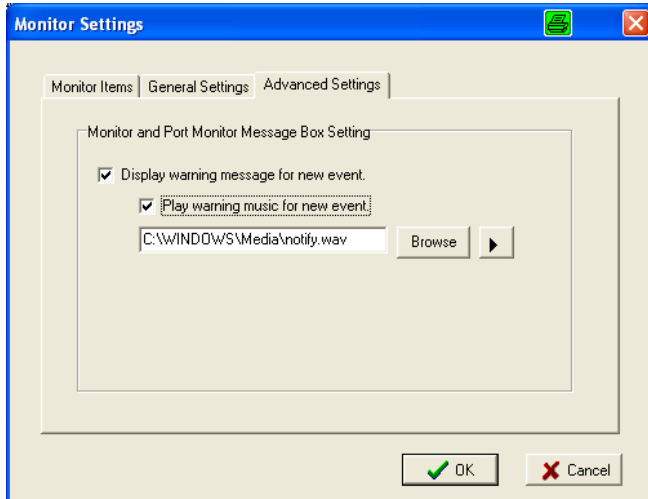 Monitor Settings
Monitor Items General Settings Advanced Settings
Monitor and Port Monitor Message Box Setting
Display warning message for new event.
Play warning music for new event.
C:\WINDOWS\Media\notify.wav Browse
OK Cancel